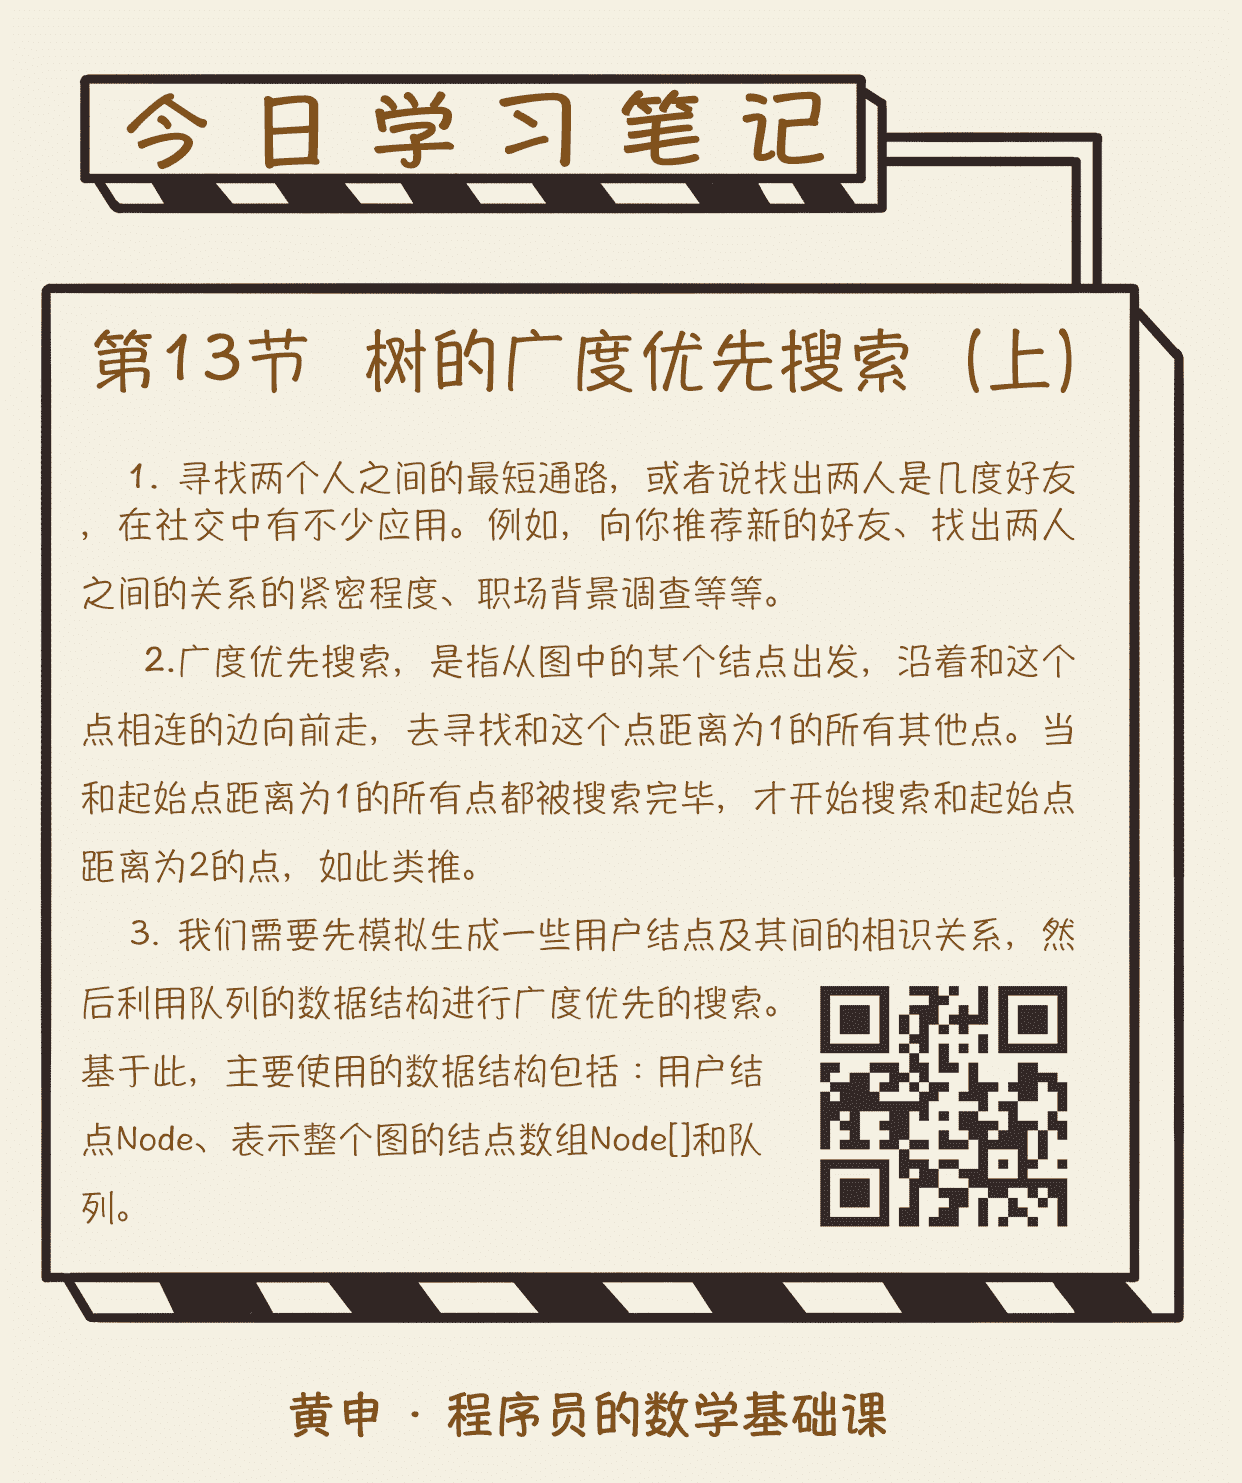 今日学习笔记
第13节 树的广度优先搜索（上）
1. 寻找两个人之间的最短通路，或者说找出两人是几度好友
，在社交中有不少应用。例如，向你推荐新的好友、找出两人
之间的关系的紧密程度、职场背景调查等等。
2.广度优先搜索，是指从图中的某个结点出发，沿着和这个
点相连的边向前走，去寻找和这个点距离为1的所有其他点。当
和起始点距离为1的所有点都被搜索完毕，才开始搜索和起始点
距离为2的点，如此类推。
3. 我们需要先模拟生成一些用户结点及其间的相识关系，然
后利用队列的数据结构进行广度优先的搜索。
基于此，主要使用的数据结构包括：用户结
点Node、表示整个图的结点数组Node[]和队
列。
黄申 · 程序员的数学基础课